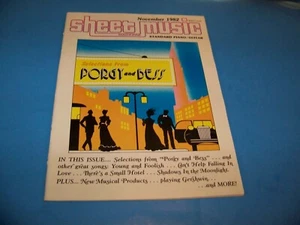 November 1982
sheet music
STANDARD PIANO/GUITAR
Selections from
PORGY and BESS
IN THIS ISSUE... Selections from "Porgy and Bess" . . . and
other great songs: Young and Foolish . . . Can't Help Falling In
Love . . . There's a Small Hotel . . . Shadows In the Moonlight.
PLUS... New Musical Products . . . playing Gershwin. . .
. . . and MORE!